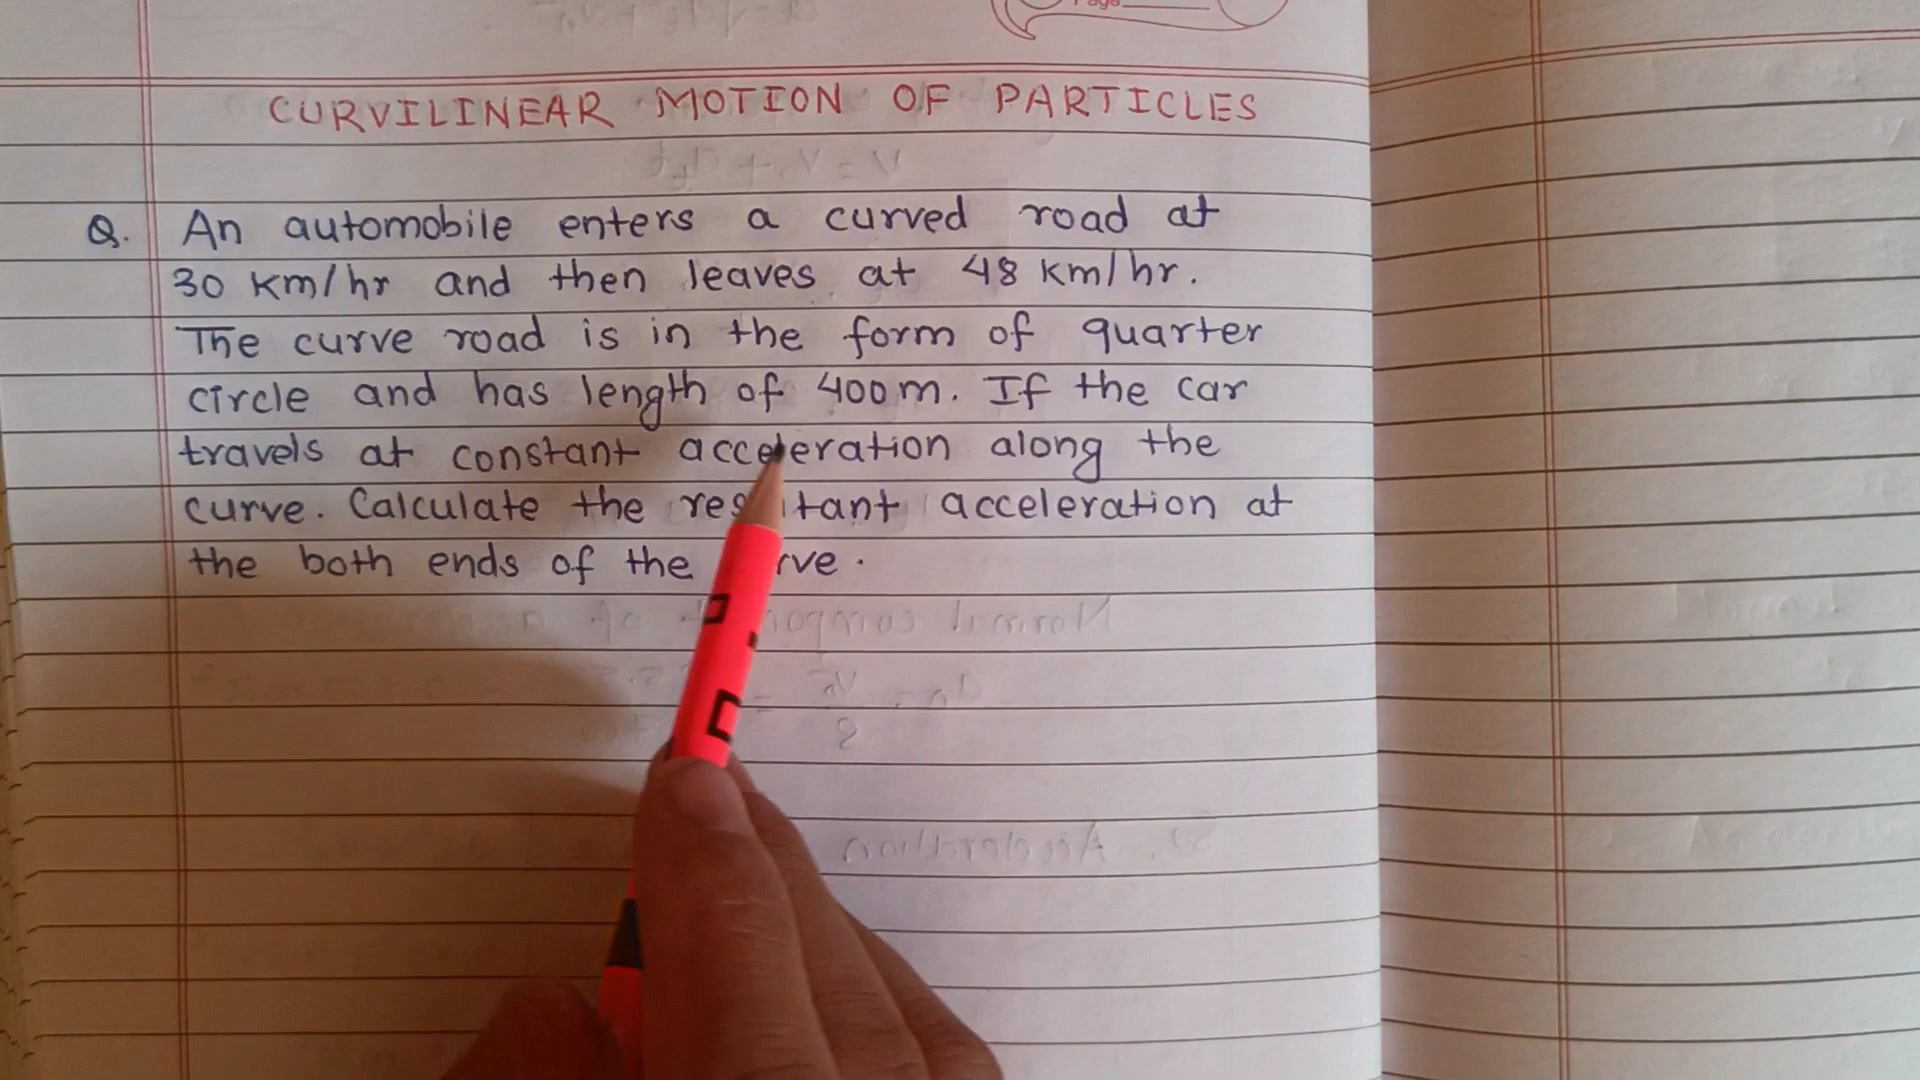 CURVILINEAR MOTION OF PARTICLES
Q. An automobile enters a curved road at
30 km/hr and then leaves at 48 km/hr.
The curve road is in the form of quarter
circle and has length of 400m. If the car
travels at constant acceleration along the
curve. Calculate the tant acceleration at
the both ends of the rve.